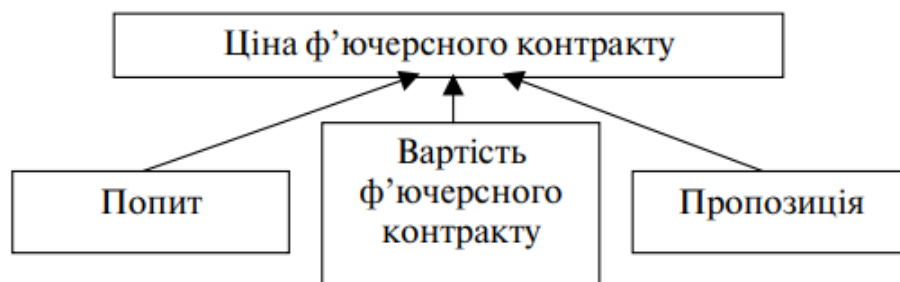 Ціна ф’ючерсного контракту
Попит
Вартість
ф’ючерсного
контракту
Пропозиція